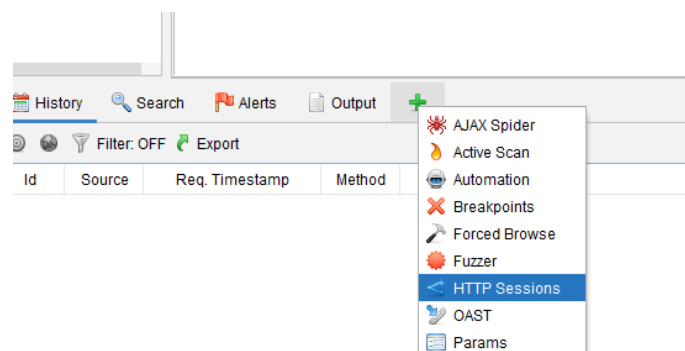 History Search Alerts Output
Filter: OFF Export
Id Source Req. Timestamp Method
AJAX Spider
Active Scan
Automation
Breakpoints
Forced Browse
Fuzzer
HTTP Sessions
OAST
Params